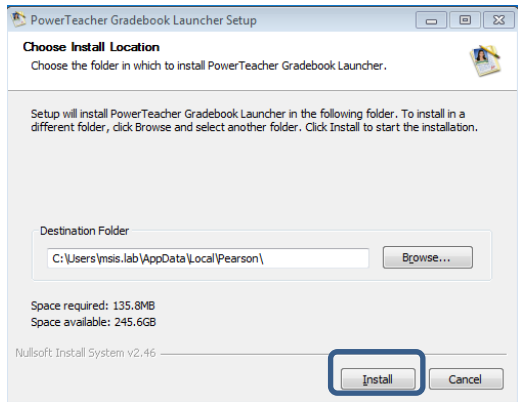 PowerTeacher Gradebook Launcher Setup
Choose Install Location
Choose the folder in which to install PowerTeacher Gradebook Launcher.
Setup will install PowerTeacher Gradebook Launcher in the following folder. To install in a
different folder, click Browse and select another folder. Click Install to start the installation.
Destination Folder
C:\Users\msis.lab\AppData\Local\Pearson\
Browse...
Space required: 135.8MB
Space available: 245.6GB
Nullsoft Install System v2.46
Install Cancel